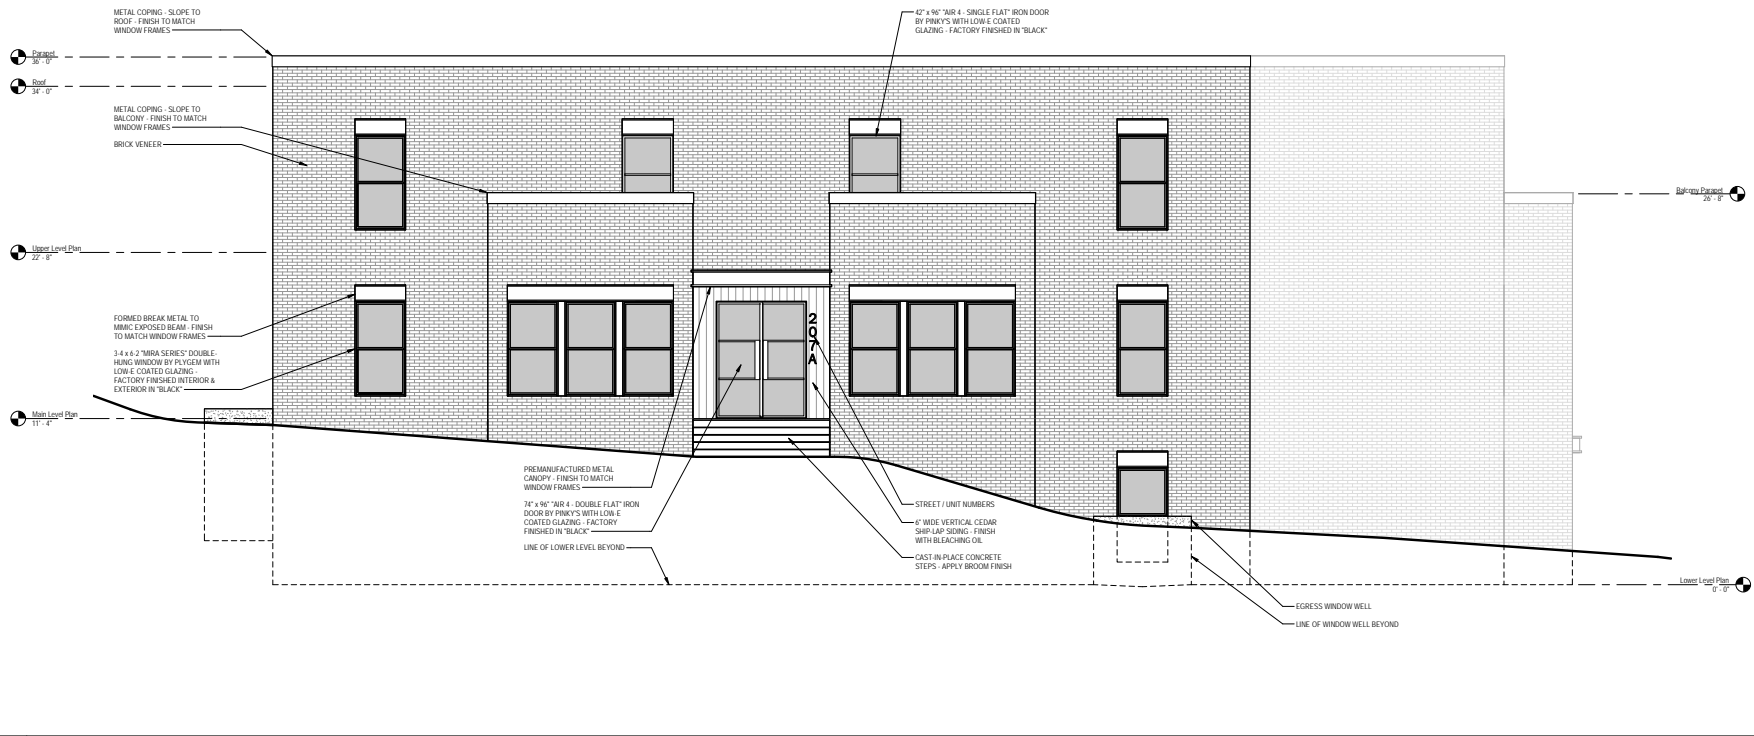 METAL COPING - SLOPE TO
ROOF - FINISH TO MATCH
WINDOW FRAMES
42" x 96" "AIR 4 - SINGLE FLAT" IRON DOOR
BY PINKY'S WITH LOW-E COATED
GLAZING - FACTORY FINISHED IN "BLACK"
Parapet
36' - 0"
Roof
34' - 0"
METAL COPING - SLOPE TO
BALCONY - FINISH TO MATCH
WINDOW FRAMES
BRICK VENEER
Balcony Parapet
26' - 8"
Upper Level Plan
22' - 8"
FORMED BREAK METAL TO
MIMIC EXPOSED BEAM - FINISH
TO MATCH WINDOW FRAMES
3-4 x 6-2 "MIRA SERIES" DOUBLE-
HUNG WINDOW BY PLYGEM WITH
LOW-E COATED GLAZING -
FACTORY FINISHED INTERIOR &
EXTERIOR IN "BLACK"
2
0
7
A
Main Level Plan
11' - 4"
PREMANUFACTURED METAL
CANOPY - FINISH TO MATCH
WINDOW FRAMES
74" x 96" "AIR 4 - DOUBLE FLAT" IRON
DOOR BY PINKY'S WITH LOW-E
COATED GLAZING - FACTORY
FINISHED IN "BLACK"
LINE OF LOWER LEVEL BEYOND
STREET / UNIT NUMBERS
6" WIDE VERTICAL CEDAR
SHIP-LAP SIDING - FINISH
WITH BLEACHING OIL
CAST-IN-PLACE CONCRETE
STEPS - APPLY BROOM FINISH
Lower Level Plan
0' - 0"
EGRESS WINDOW WELL
LINE OF WINDOW WELL BEYOND